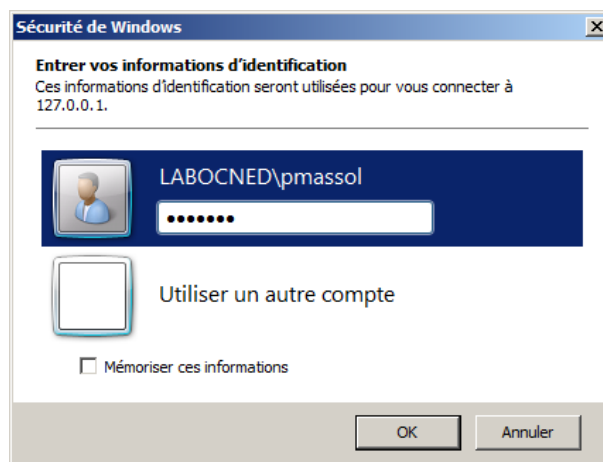 Sécurité de Windows
Entrer vos informations d'identification
Ces informations d'identification seront utilisées pour vous connecter à
127.0.0.1.
LABOCNED\pmassol
•••••••
Utiliser un autre compte
Mémoriser ces informations
OK Annuler